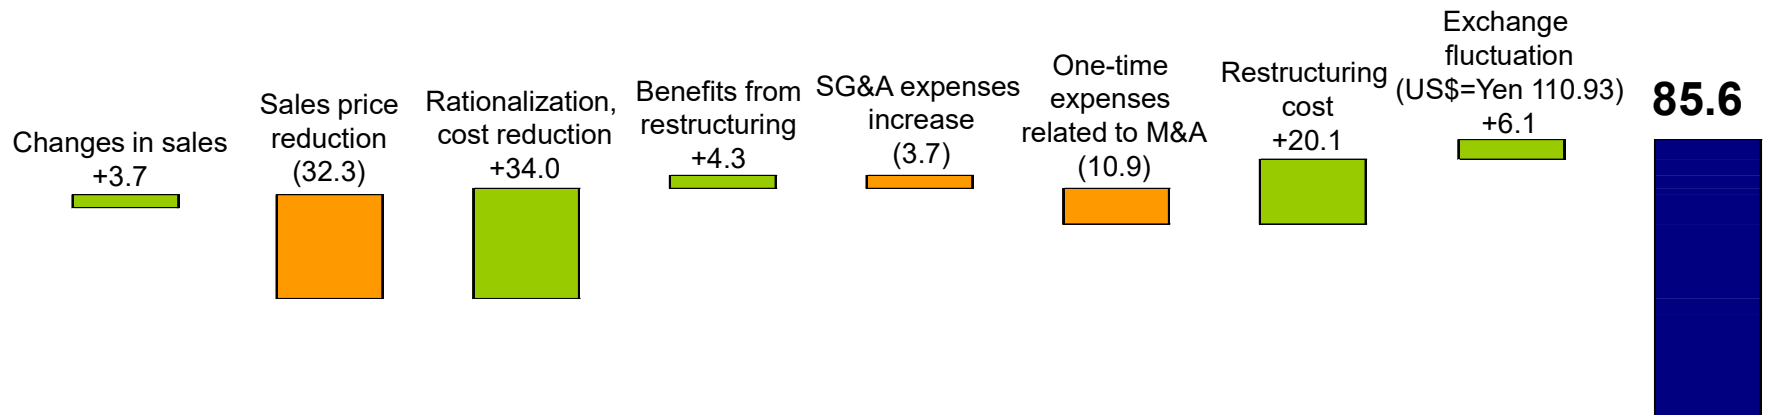 Changes in sales
+3.7
Sales price
reduction
(32.3)
Rationalization,
cost reduction
+34.0
Benefits from
restructuring
+4.3
SG&A expenses
increase
(3.7)
One-time
expenses
related to M&A
(10.9)
Restructuring
cost
+20.1
Exchange
fluctuation
(US$=Yen 110.93)
+6.1
85.6